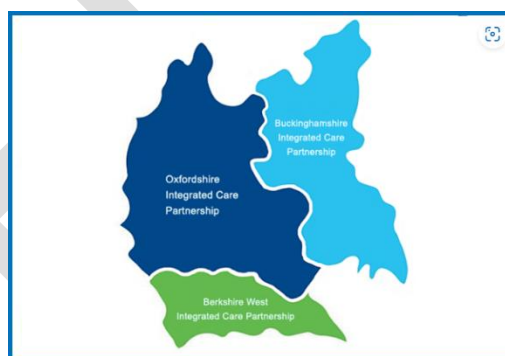 Buckinghamshire
Integrated Care
Partnership
Oxfordshire
Integrated Care
Partnership
Berkshire West
Integrated Care Partnership